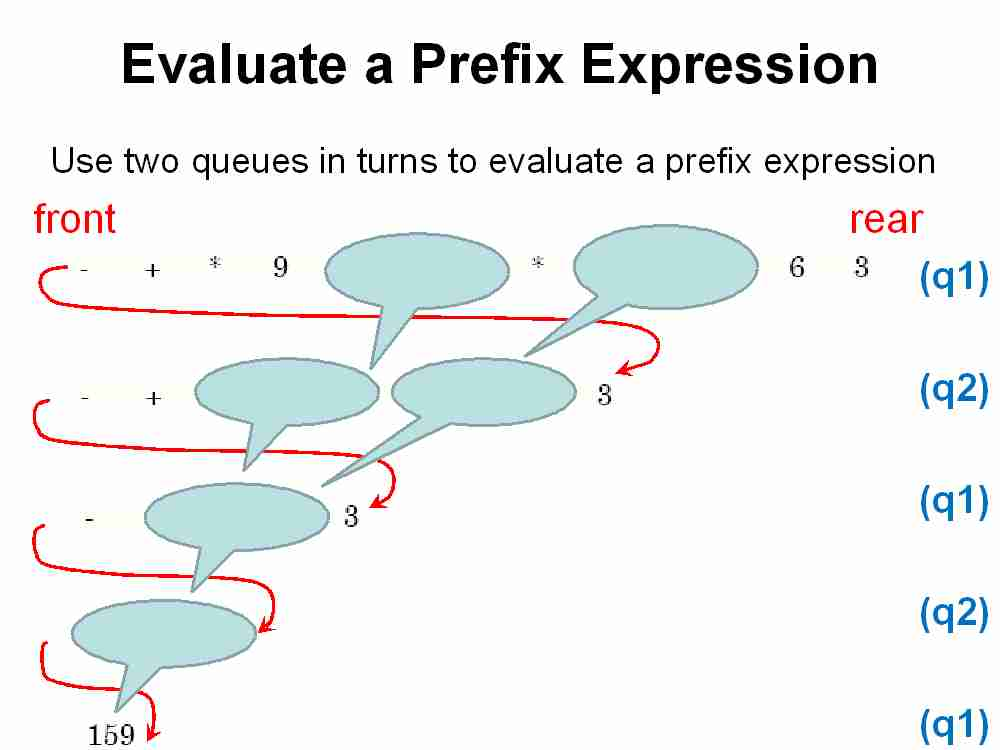 Evaluate a Prefix Expression
Use two queues in turns to evaluate a prefix expression
front rear
- + * 9 * 6 3 (q1)
- + 3 (q2)
- 3 (q1)
(q2)
159 (q1)